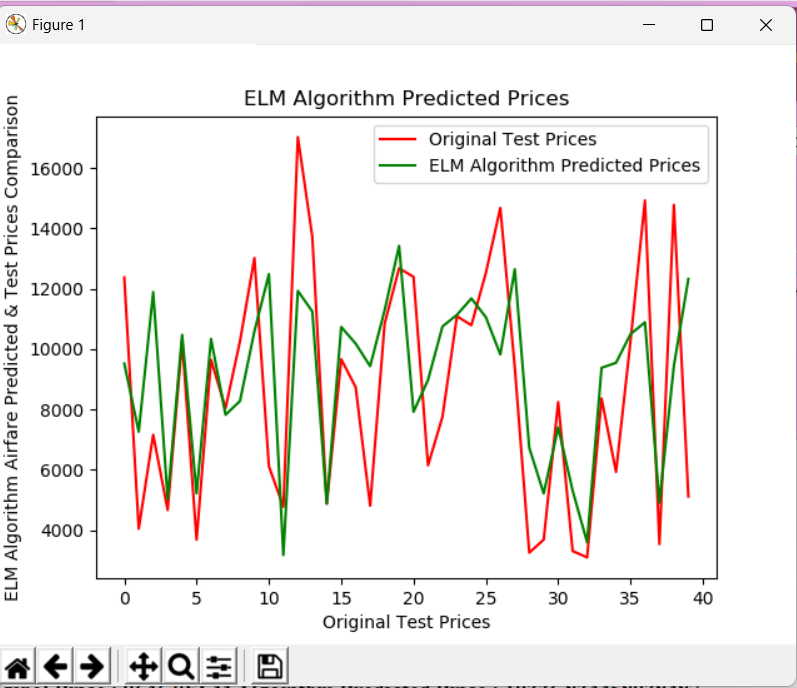 Figure 1
ELM Algorithm Predicted Prices
Original Test Prices
ELM Algorithm Predicted Prices
ELM Algorithm Airfare Predicted & Test Prices Comparison
16000
14000
12000
10000
8000
6000
4000
0 5 10 15 20 25 30 35 40
Original Test Prices